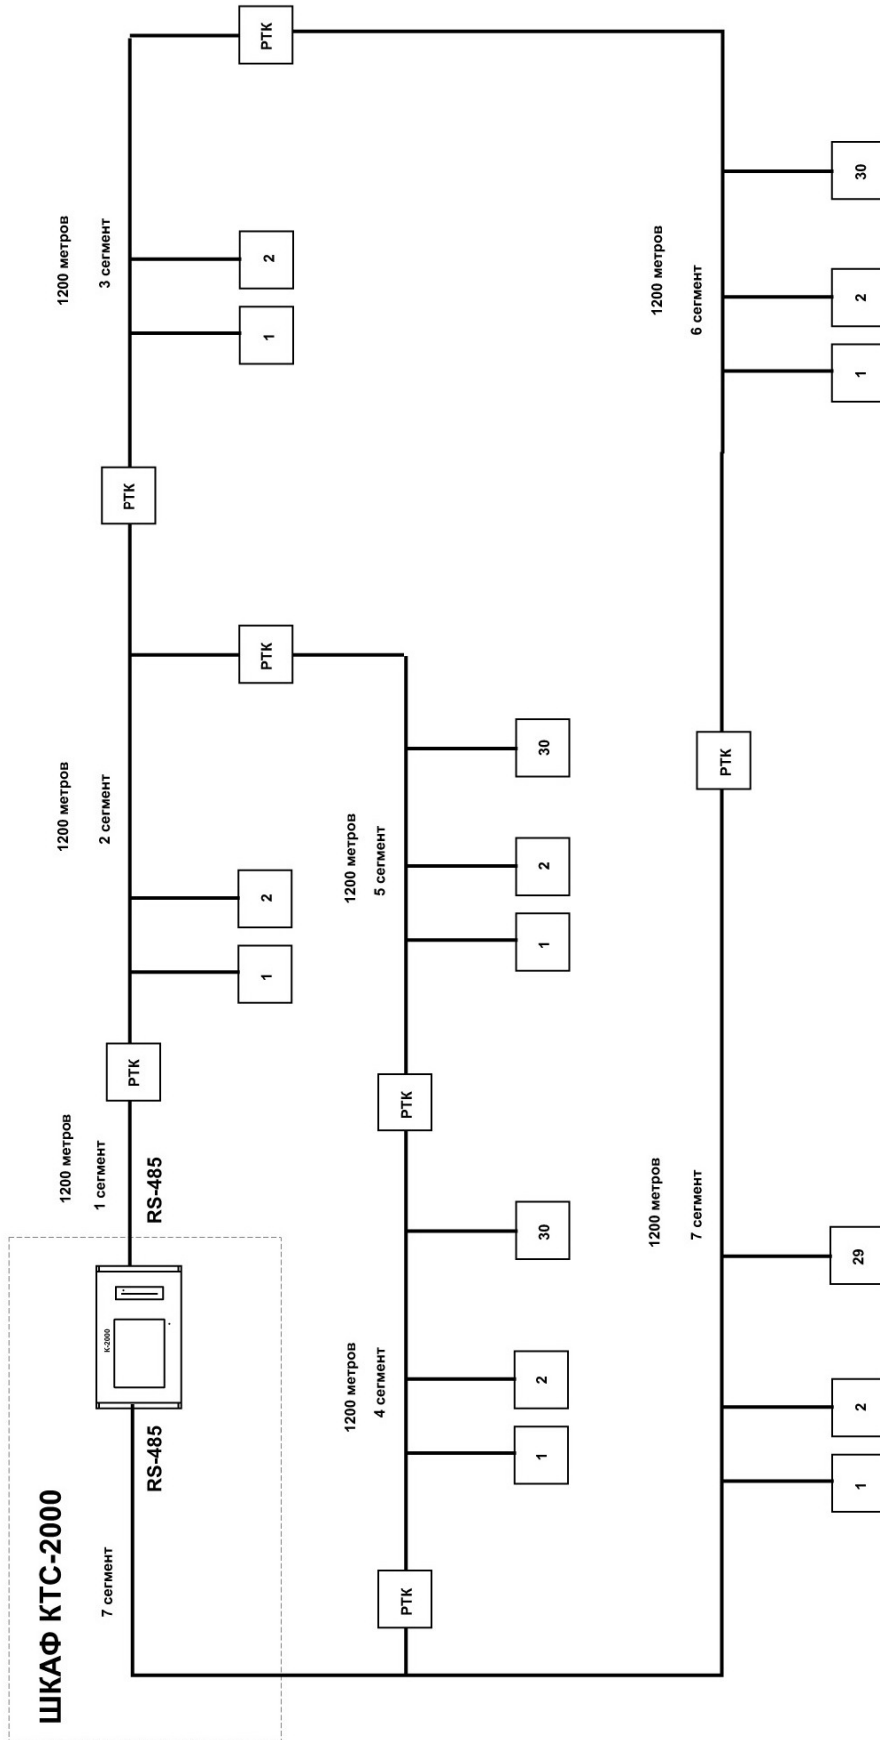 ШКАФ КТС-2000
1200 метров
1200 метров
1200 метров
7 сегмент
К-2000
1 сегмент
2 сегмент
3 сегмент
РТК
РТК
RS-485
RS-485
1
2
РТК
1
2
РТК
1200 метров
1200 метров
4 сегмент
5 сегмент
РТК
РТК
1
2
30
1
2
30
1200 метров
1200 метров
7 сегмент
6 сегмент
РТК
1
2
29
1
2
30